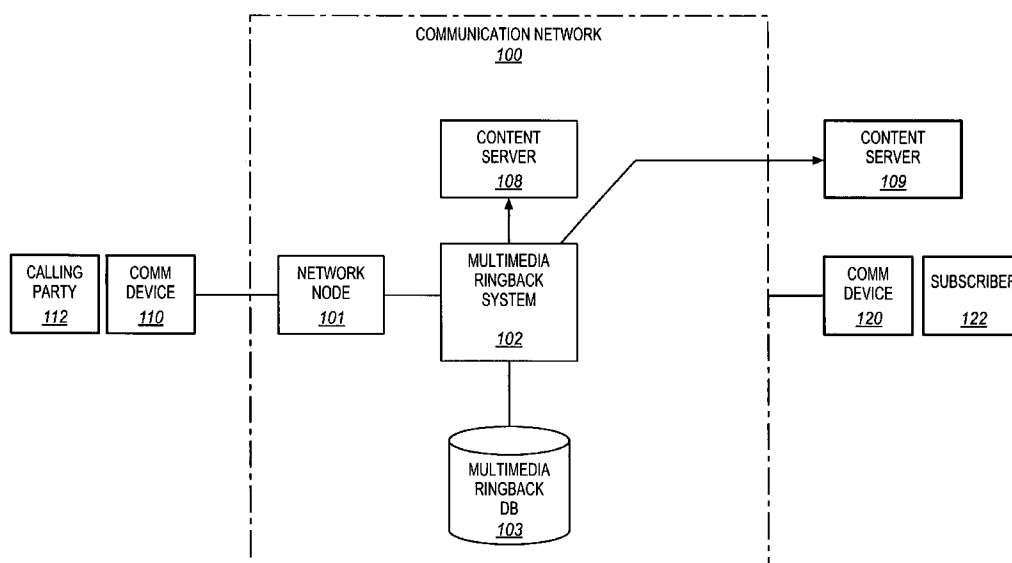 COMMUNICATION NETWORK
100
CONTENT
SERVER
108
CONTENT
SERVER
109
CALLING
PARTY
112
COMM
DEVICE
110
NETWORK
NODE
101
MULTIMEDIA
RINGBACK
SYSTEM
102
COMM
DEVICE
120
SUBSCRIBER
122
MULTIMEDIA
RINGBACK
DB
103